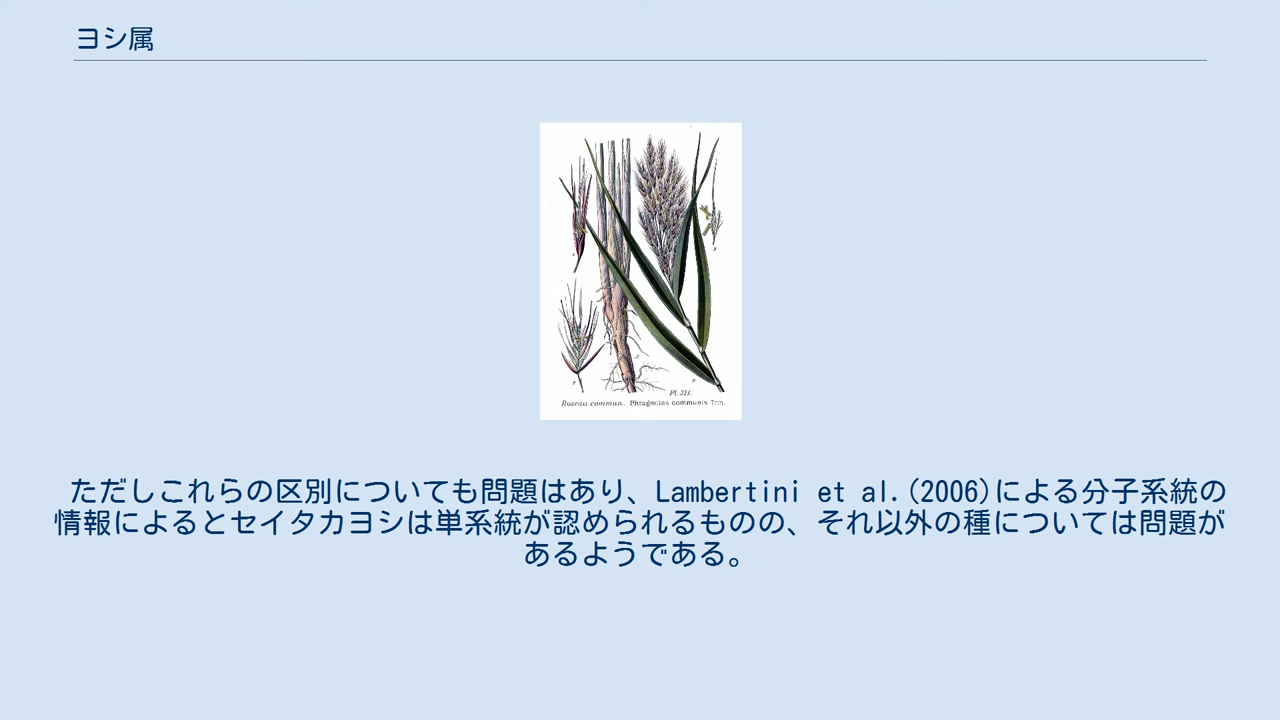 ヨシ属
Pl. 321.
Roseau commun. Phragmites communis Trin.
ただしこれらの区別についても問題はあり、Lambertini et al.(2006)による分子系統の
情報によるとセイタカヨシは単系統が認められるものの、それ以外の種については問題が
あるようである。